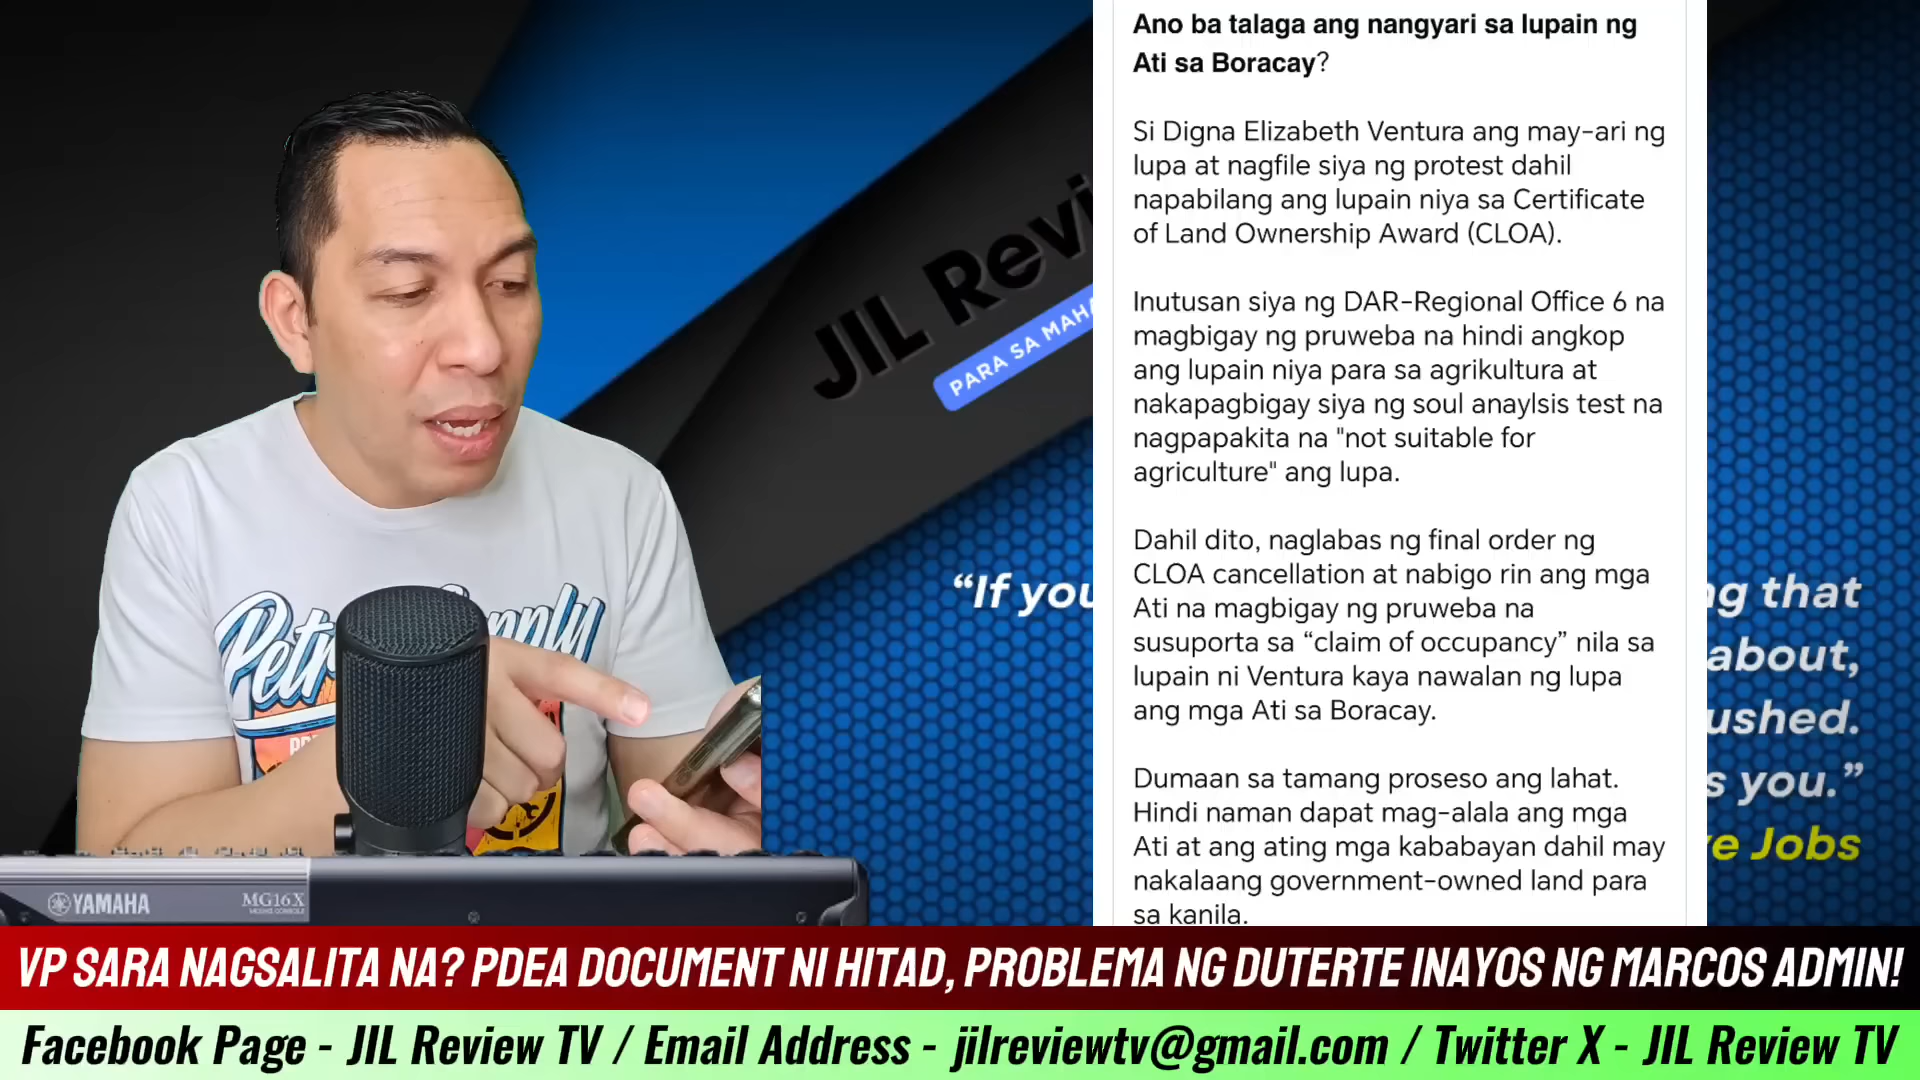 Ano ba talaga ang nangyari sa lupain ng
Ati sa Boracay?
Si Digna Elizabeth Ventura ang may-ari ng
lupa at nagfile siya ng protest dahil
napabilang ang lupain niya sa Certificate
of Land Ownership Award (CLOA).
Inutusan siya ng DAR-Regional Office 6 na
magbigay ng pruweba na hindi angkop
ang lupain niya para sa agrikultura at
nakapagbigay siya ng soul anaylsis test na
nagpapakita na "not suitable for
agriculture" ang lupa.
Dahil dito, naglabas ng final order ng
CLOA cancellation at nabigo rin ang mga
Ati na magbigay ng pruweba na
susuporta sa “claim of occupancy” nila sa
lupain ni Ventura kaya nawalan ng lupa
ang mga Ati sa Boracay.
Dumaan sa tamang proseso ang lahat.
Hindi naman dapat mag-alala ang mga
Ati at ang ating mga kababayan dahil may
nakalaang government-owned land para
sa kanila.
JIL Revi
PARA SA MAHA
“If you
that
about,
ushed.
s you.”
e Jobs
YAMAHA
MG16X
MIXING CONSOLE
VP SARA NAGSALITA NA? PDEA DOCUMENT NI HITAD, PROBLEMA NG DUTERTE INAYOS NG MARCOS ADMIN!
Facebook Page - JIL Review TV / Email Address - jilreviewtv@gmail.com / Twitter X - JIL Review TV